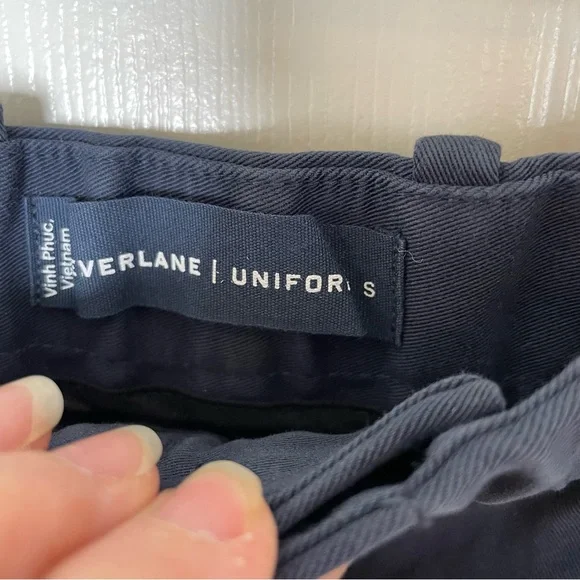 Vinh Phuc,
Vietnam
VERLANE | UNIFOR S